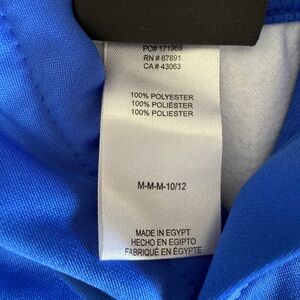 PO# 171969
RN # 67891
CA # 43063
100% POLYESTER
100% POLIÉSTER
100% POLYESTER
M-M-M-10/12
MADE IN EGYPT
HECHO EN EGIPTO
FABRIQUÉ EN ÉGYPTE